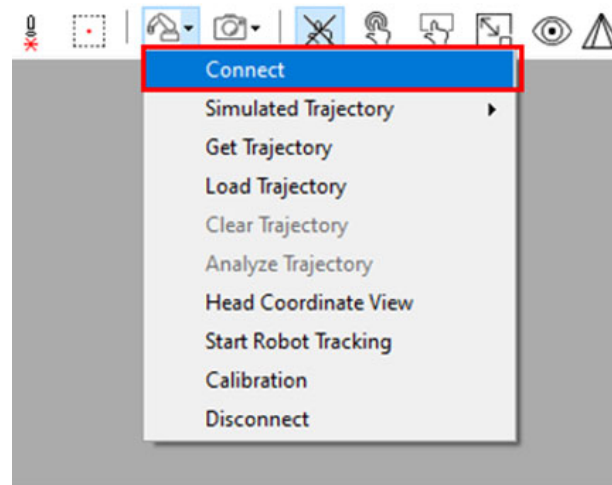 Connect
Simulated Trajectory
Get Trajectory
Load Trajectory
Clear Trajectory
Analyze Trajectory
Head Coordinate View
Start Robot Tracking
Calibration
Disconnect